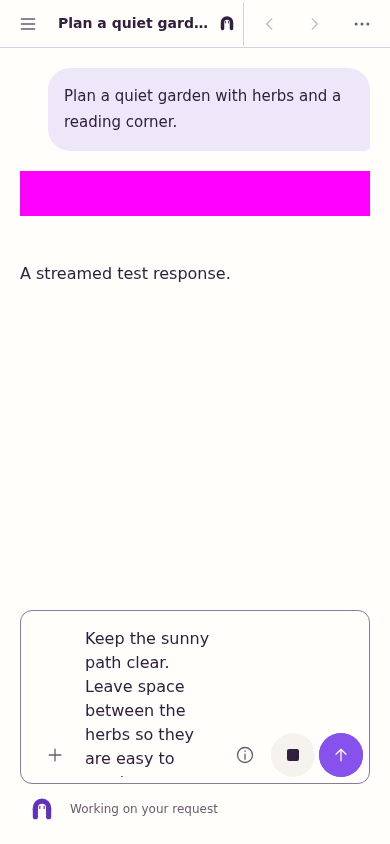 Plan a quiet gard...
Plan a quiet garden with herbs and a
reading corner.
A streamed test response.
Keep the sunny
path clear.
Leave space
between the
herbs so they
are easy to
Working on your request